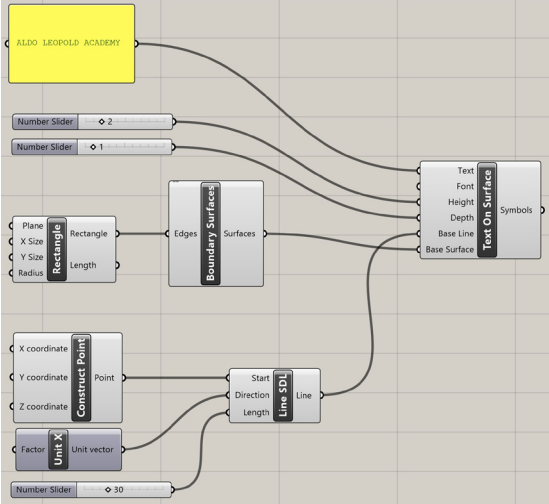 ALDO LEOPOLD ACADEMY
Number Slider 2
Number Slider 1
Text
Font
Height
Depth
Base Line
Base Surface
Text On Surface
Symbols
Plane
X Size
Y Size
Radius
Rectangle
Rectangle
Length
Edges
Boundary Surfaces
Surfaces
X coordinate
Y coordinate
Z coordinate
Construct Point
Point
Start
Direction
Length
Line SDL
Line
Factor
Unit X
Unit vector
Number Slider 30